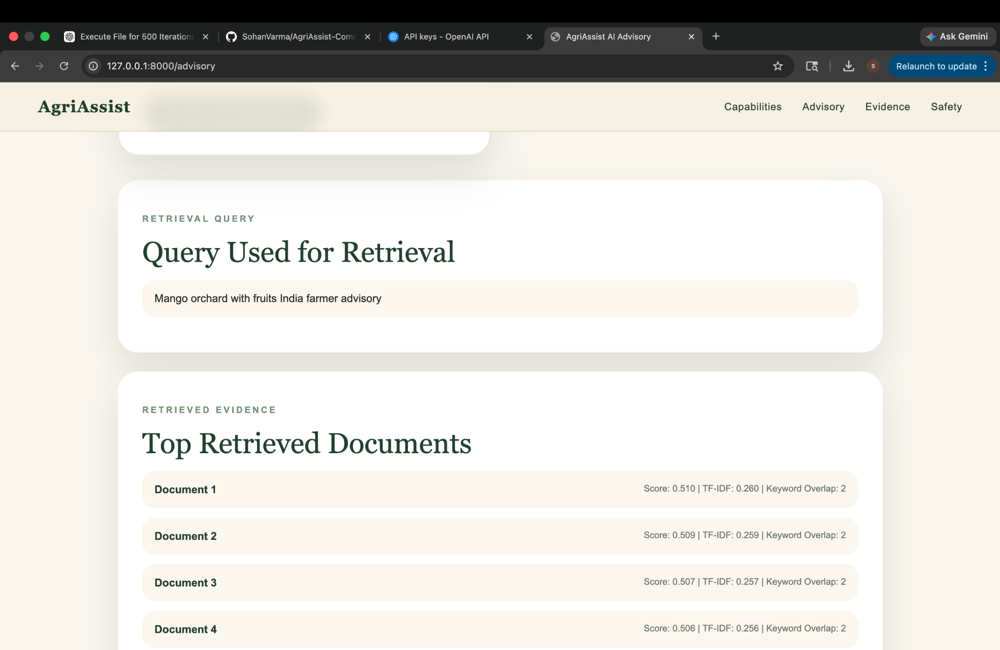 Execute File for 500 Iterations
SohanVarma/AgriAssist-Comp
API keys - OpenAI API
AgriAssist AI Advisory
Ask Gemini
127.0.0.1:8000/advisory
s
Relaunch to update
AgriAssist
Capabilities
Advisory
Evidence
Safety
RETRIEVAL QUERY
Query Used for Retrieval
Mango orchard with fruits India farmer advisory
RETRIEVED EVIDENCE
Top Retrieved Documents
Document 1
Score: 0.510 | TF-IDF: 0.260 | Keyword Overlap: 2
Document 2
Score: 0.509 | TF-IDF: 0.259 | Keyword Overlap: 2
Document 3
Score: 0.507 | TF-IDF: 0.257 | Keyword Overlap: 2
Document 4
Score: 0.506 | TF-IDF: 0.256 | Keyword Overlap: 2